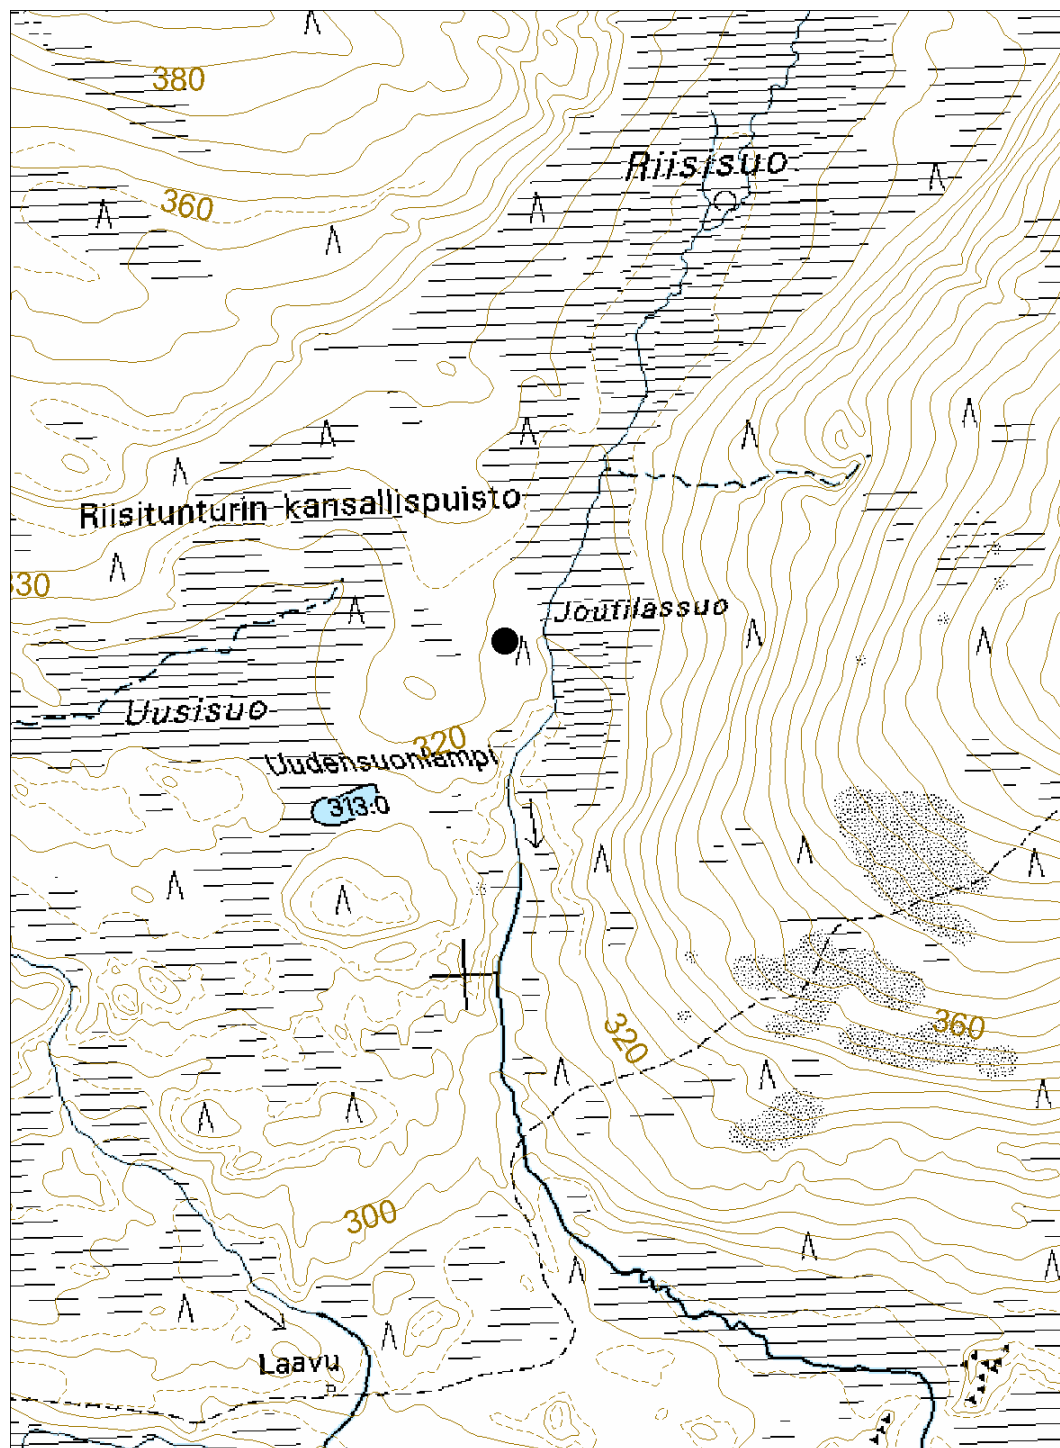 380
Riisisuo
360
Riisitunturin kansallispuisto
330
Joutilassuo
Uusisuo
320
Uudensuonlampi
313.0
320
360
300
Laavu